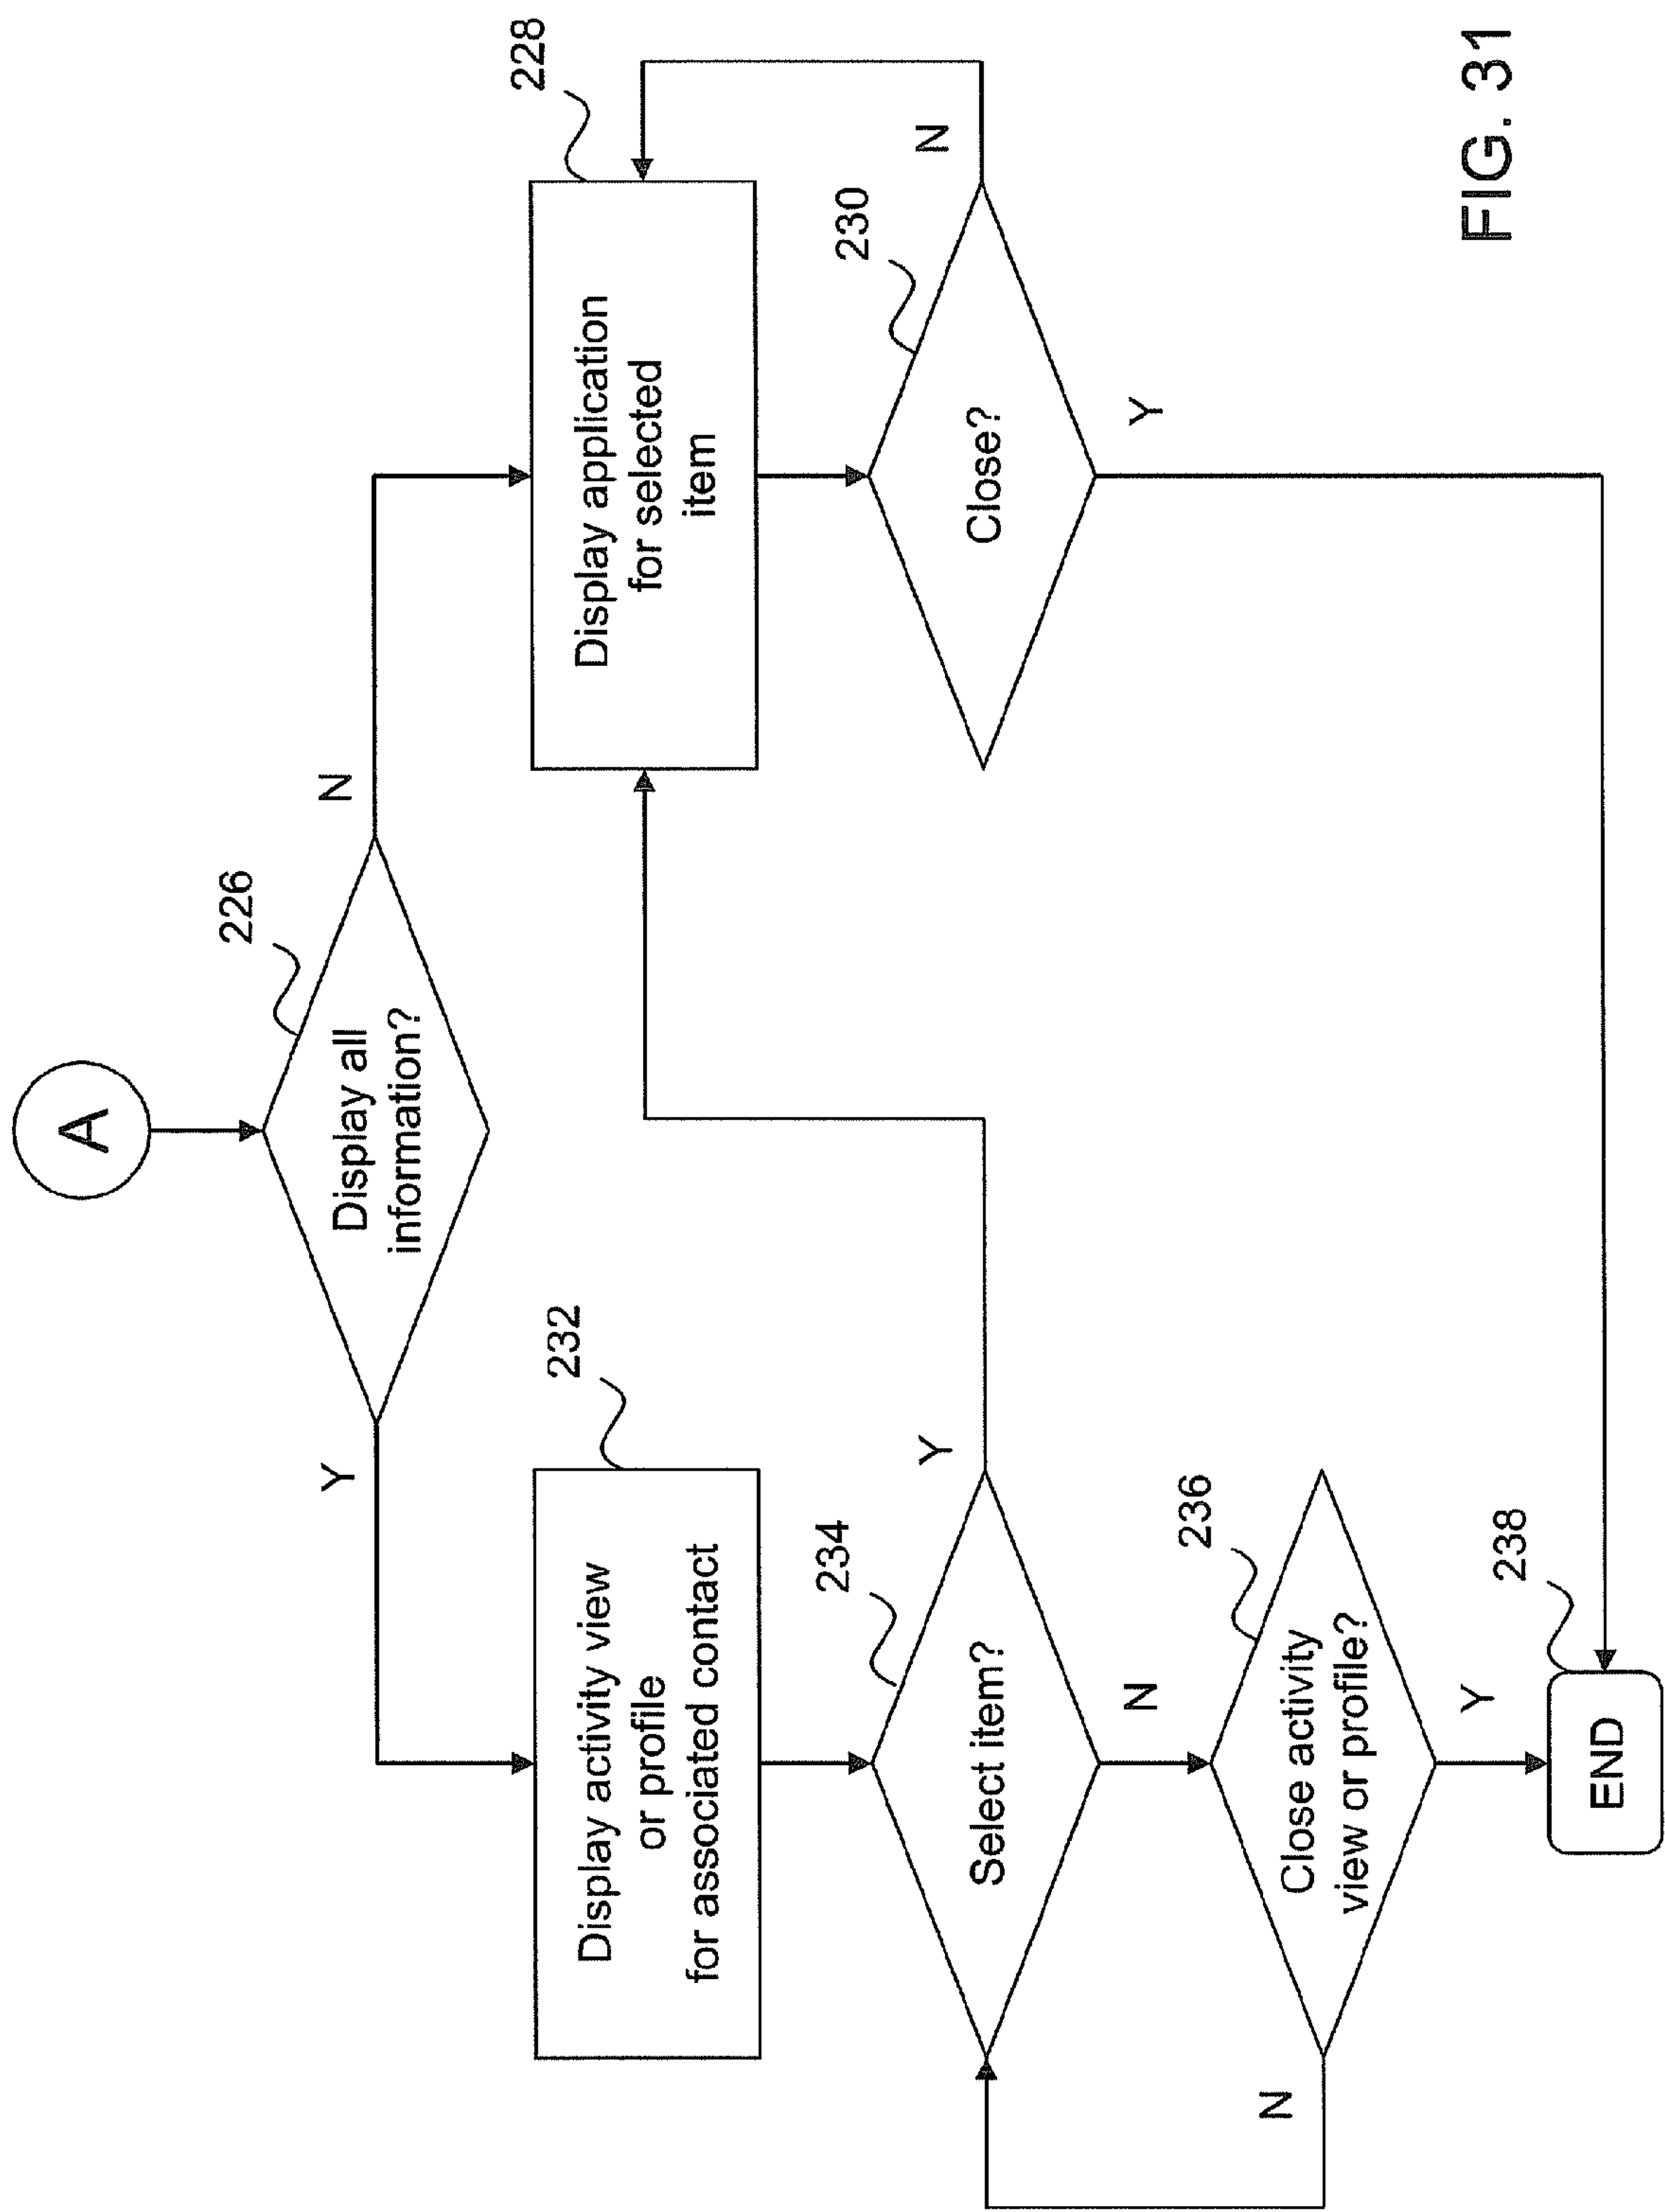 A
226
Display all
information?
Y
N
232
Display activity view
or profile
for associated contact
228
Display application
for selected
item
234
Select item?
Y
N
230
Close?
N
Y
236
Close activity
view or profile?
N
Y
238
END
FIG. 31